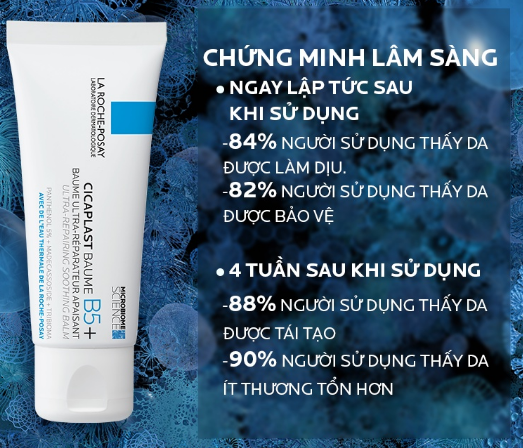 LA ROCHE-POSAY
LABORATOIRE DERMATOLOGIQUE
CICAPLAST BAUME B5+
BAUME ULTRA-RÉPARATEUR APAISANT
ULTRA-REPAIRING SOOTHING BALM
PANTHENOL 5% + MADECASSOSIDE + TRIBIOMA
AVEC DE L'EAU THERMALE DE LA ROCHE-POSAY
MICROBIOME
SCIENCE
CHỨNG MINH LÂM SÀNG
• NGAY LẬP TỨC SAU
KHI SỬ DỤNG
-84% NGƯỜI SỬ DỤNG THẤY DA
ĐƯỢC LÀM DỊU.
-82% NGƯỜI SỬ DỤNG THẤY DA
ĐƯỢC BẢO VỆ
• 4 TUẦN SAU KHI SỬ DỤNG
-88% NGƯỜI SỬ DỤNG THẤY DA
ĐƯỢC TÁI TẠO
-90% NGƯỜI SỬ DỤNG THẤY DA
ÍT THƯƠNG TỔN HƠN